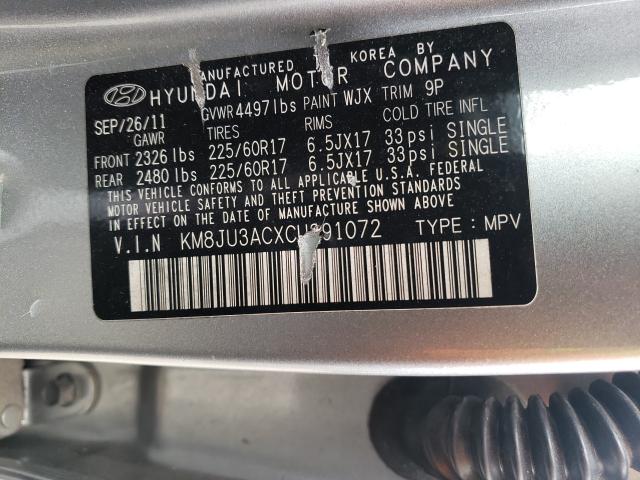 MANUFACTURED KOREA BY
HYUNDAI MOTOR COMPANY
SEP/26/11 GVWR 4497lbs PAINT WJX TRIM 9P
GAWR TIRES RIMS COLD TIRE INFL
FRONT 2326 lbs 225/60R17 6.5JX17 33psi SINGLE
REAR 2480 lbs 225/60R17 6.5JX17 33psi SINGLE
THIS VEHICLE CONFORMS TO ALL APPLICABLE U.S.A. FEDERAL
MOTOR VEHICLE SAFETY AND THEFT PREVENTION STANDARDS
IN EFFECT ON THE DATE OF MANUFACTURE SHOWN ABOVE.
V.I.N TYPE : MPV